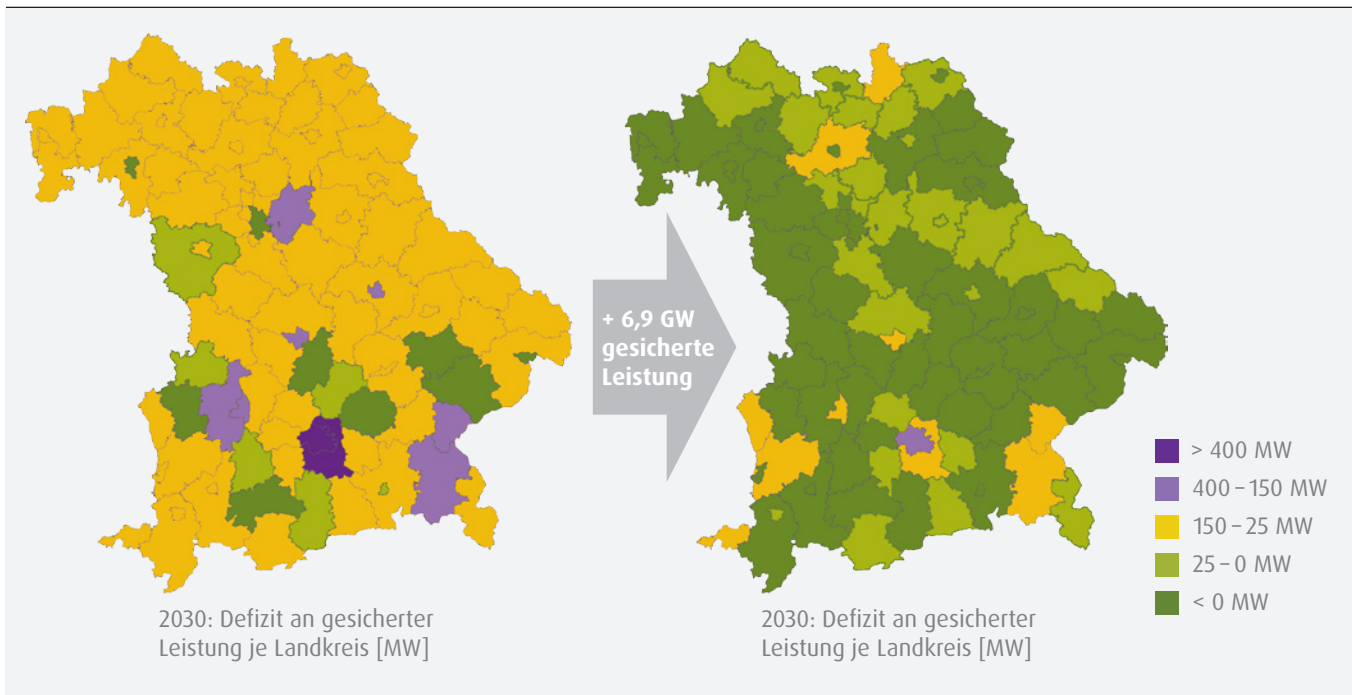 + 6,9 GW
gesicherte
Leistung
> 400 MW
400 – 150 MW
150 – 25 MW
25 – 0 MW
< 0 MW
2030: Defizit an gesicherter
Leistung je Landkreis [MW]
2030: Defizit an gesicherter
Leistung je Landkreis [MW]